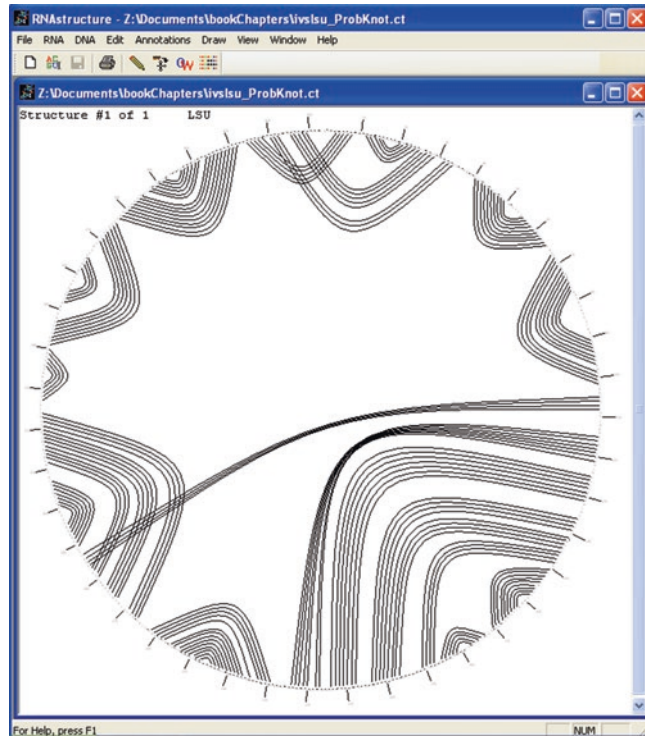 RNAstructure - Z:\Documents\bookChapters\ivslsu_ProbKnot.ct
File RNA DNA Edit Annotations Draw View Window Help
Z:\Documents\bookChapters\ivslsu_ProbKnot.ct
Structure #1 of 1 LSU
For Help, press F1
NUM